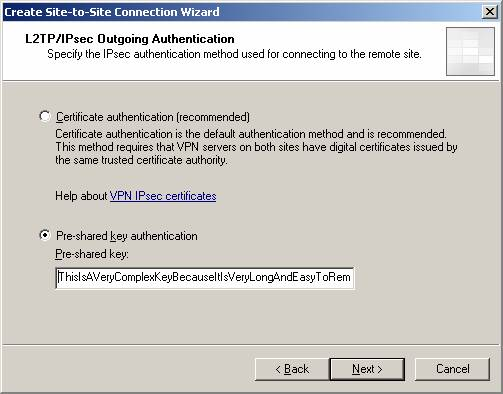 Create Site-to-Site Connection Wizard
L2TP/IPsec Outgoing Authentication
Specify the IPsec authentication method used for connecting to the remote site.
Certificate authentication (recommended)
Certificate authentication is the default authentication method and is recommended.
This method requires that VPN servers on both sites have digital certificates issued by
the same trusted certificate authority.
Help about VPN IPsec certificates
Pre-shared key authentication
Pre-shared key:
ThisIsAVeryComplexKeyBecauseItIsVeryLongAndEasyToRem
< Back
Next >
Cancel